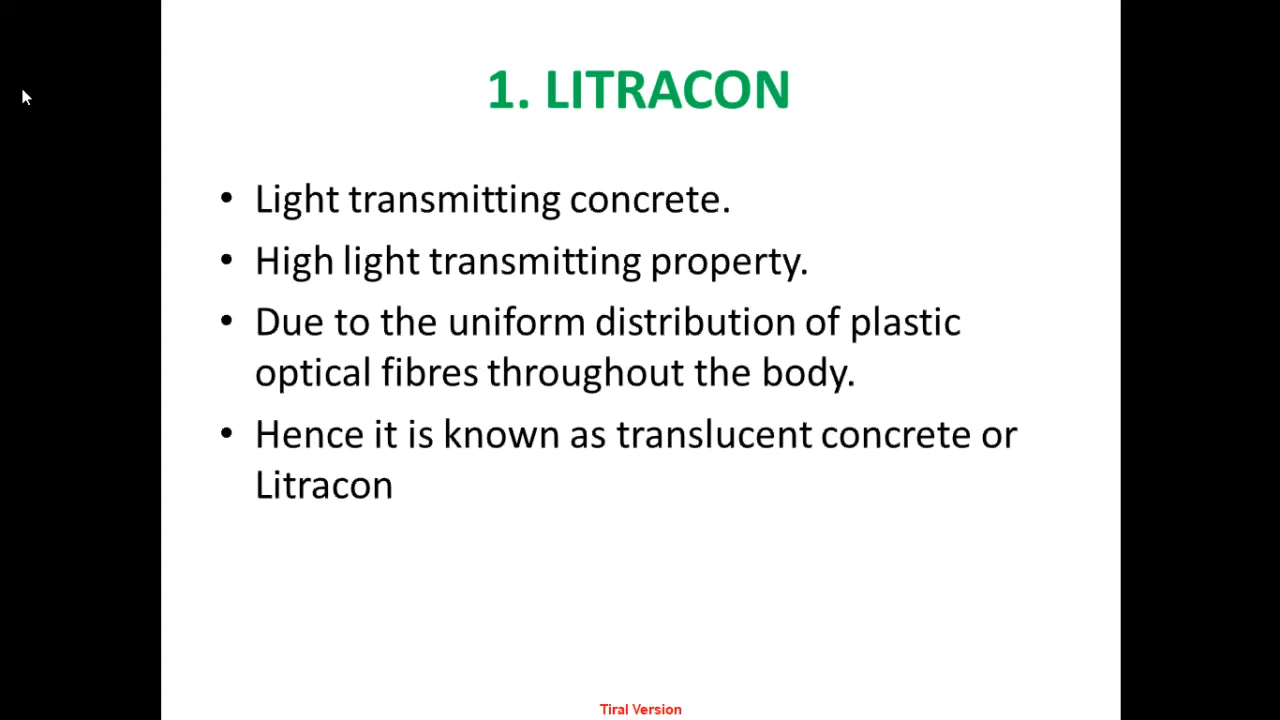 1. LITRACON
• Light transmitting concrete.
• High light transmitting property.
• Due to the uniform distribution of plastic
optical fibres throughout the body.
• Hence it is known as translucent concrete or
Litracon
Tiral Version